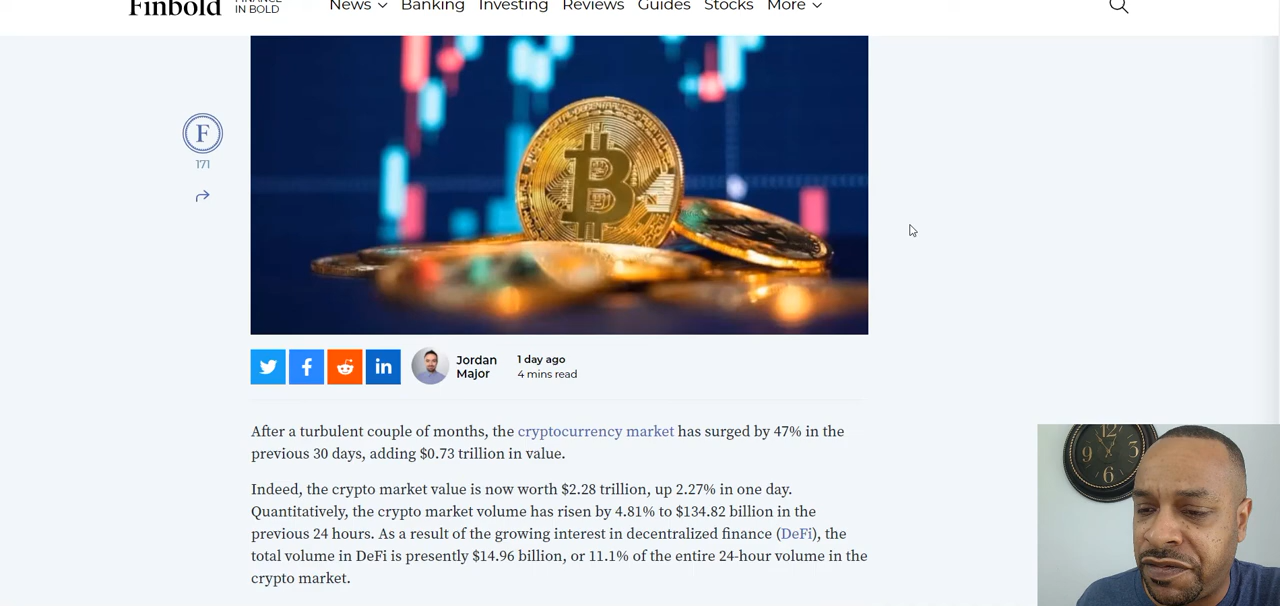 Finbold
FINANCE
IN BOLD
News Banking Investing Reviews Guides Stocks More
F
171
B
Jordan
Major
1 day ago
4 mins read
After a turbulent couple of months, the cryptocurrency market has surged by 47% in the
previous 30 days, adding $0.73 trillion in value.
Indeed, the crypto market value is now worth $2.28 trillion, up 2.27% in one day.
Quantitatively, the crypto market volume has risen by 4.81% to $134.82 billion in the
previous 24 hours. As a result of the growing interest in decentralized finance (DeFi), the
total volume in DeFi is presently $14.96 billion, or 11.1% of the entire 24-hour volume in the
crypto market.
12
9 3
6